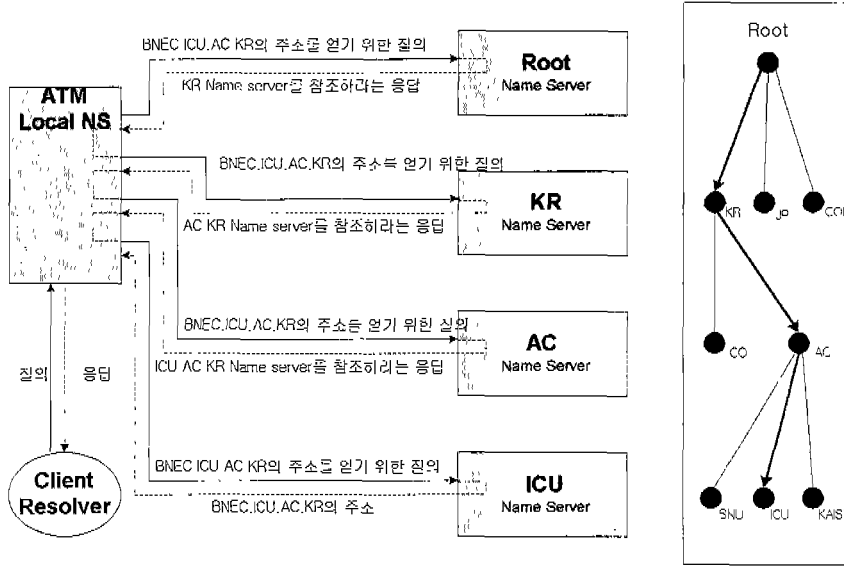 BNEC.ICU.AC.KR의 주소를 얻기 위한 질의
Root
Name Server
KR Name server를 참조하라는 응답
ATM
Local NS
BNEC.ICU.AC.KR의 주소를 얻기 위한 질의
KR
Name Server
AC KR Name server를 참조하라는 응답
BNEC.ICU.AC.KR의 주소를 얻기 위한 질의
AC
Name Server
ICU AC KR Name server를 참조하라는 응답
질의
응답
BNEC.ICU.AC.KR의 주소를 얻기 위한 질의
ICU
Name Server
BNEC.ICU.AC.KR의 주소
Client
Resolver
Root
KR
JP
CO
AC
SNU
ICU
KAIS